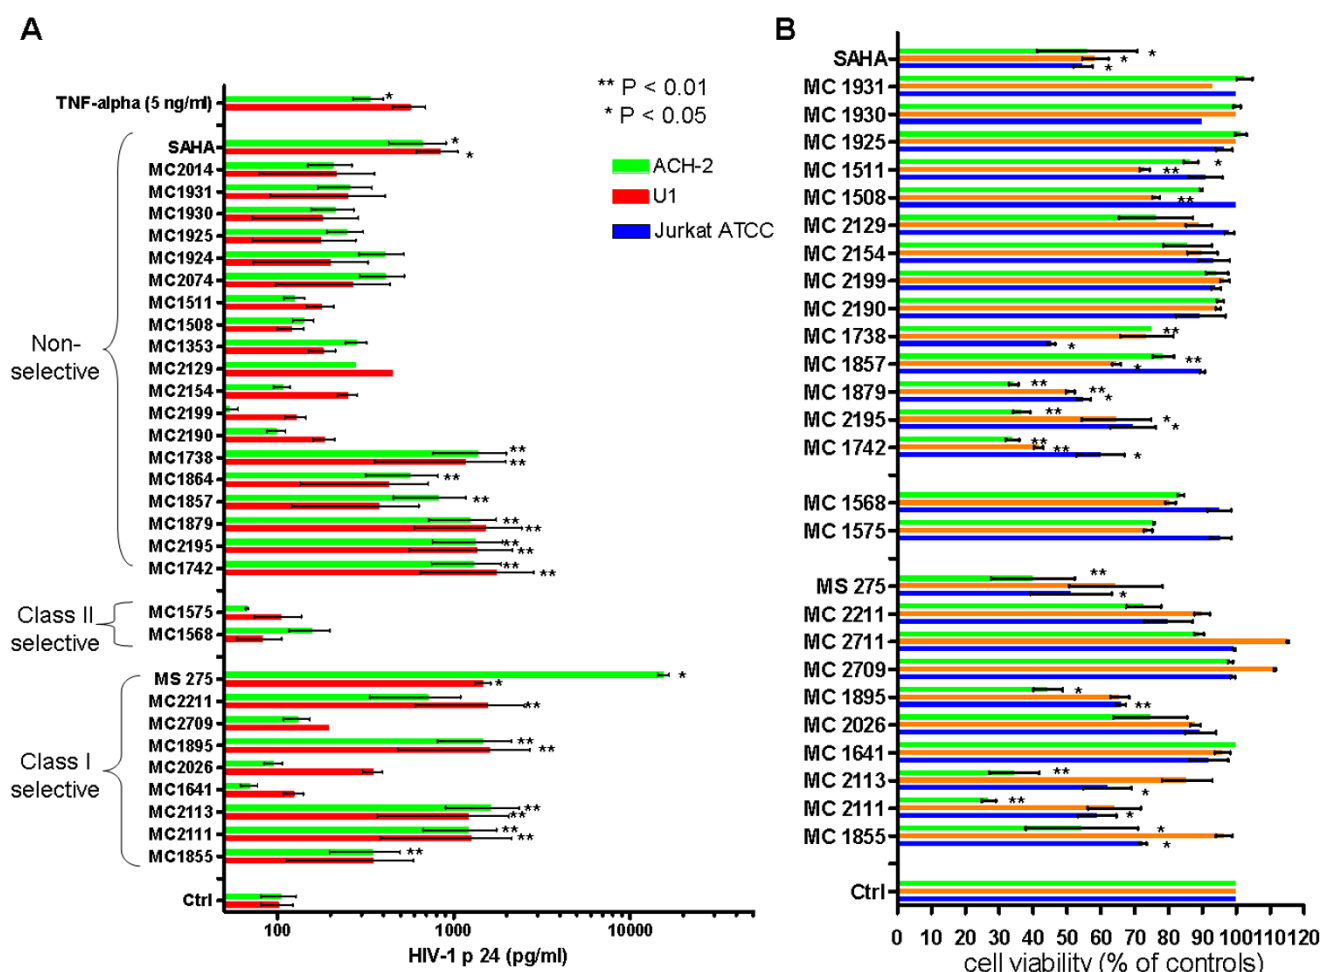 A
TNF-alpha (5 ng/ml)
*
SAHA
*
*
MC2014
MC1931
MC1930
MC1925
MC1924
MC2074
MC1511
MC1508
MC1353
MC2129
MC2154
MC2199
MC2190
MC1738
**
**
MC1864
**
MC1857
**
MC1879
**
**
MC2195
**
**
MC1742
**
**
Non-
selective
MC1575
MC1568
Class II
selective
MS 275
*
*
MC2211
**
MC2709
MC1895
**
**
MC2026
MC1641
MC2113
**
**
MC2111
**
**
MC1855
**
Class I
selective
Ctrl
100
1000
10000
HIV-1 p 24 (pg/ml)
** P < 0.01
* P < 0.05
ACH-2
U1
Jurkat ATCC
B
SAHA
*
*
*
MC 1931
MC 1930
MC 1925
MC 1511
*
**
MC 1508
**
MC 2129
MC 2154
MC 2199
MC 2190
MC 1738
**
*
MC 1857
**
*
MC 1879
**
**
*
MC 2195
**
*
*
MC 1742
**
**
*
MC 1568
MC 1575
MS 275
**
*
MC 2211
MC 2711
MC 2709
MC 1895
*
**
MC 2026
MC 1641
MC 2113
**
*
MC 2111
**
*
MC 1855
*
*
Ctrl
0 10 20 30 40 50 60 70 80 90 100 110 120
cell viability (% of controls)